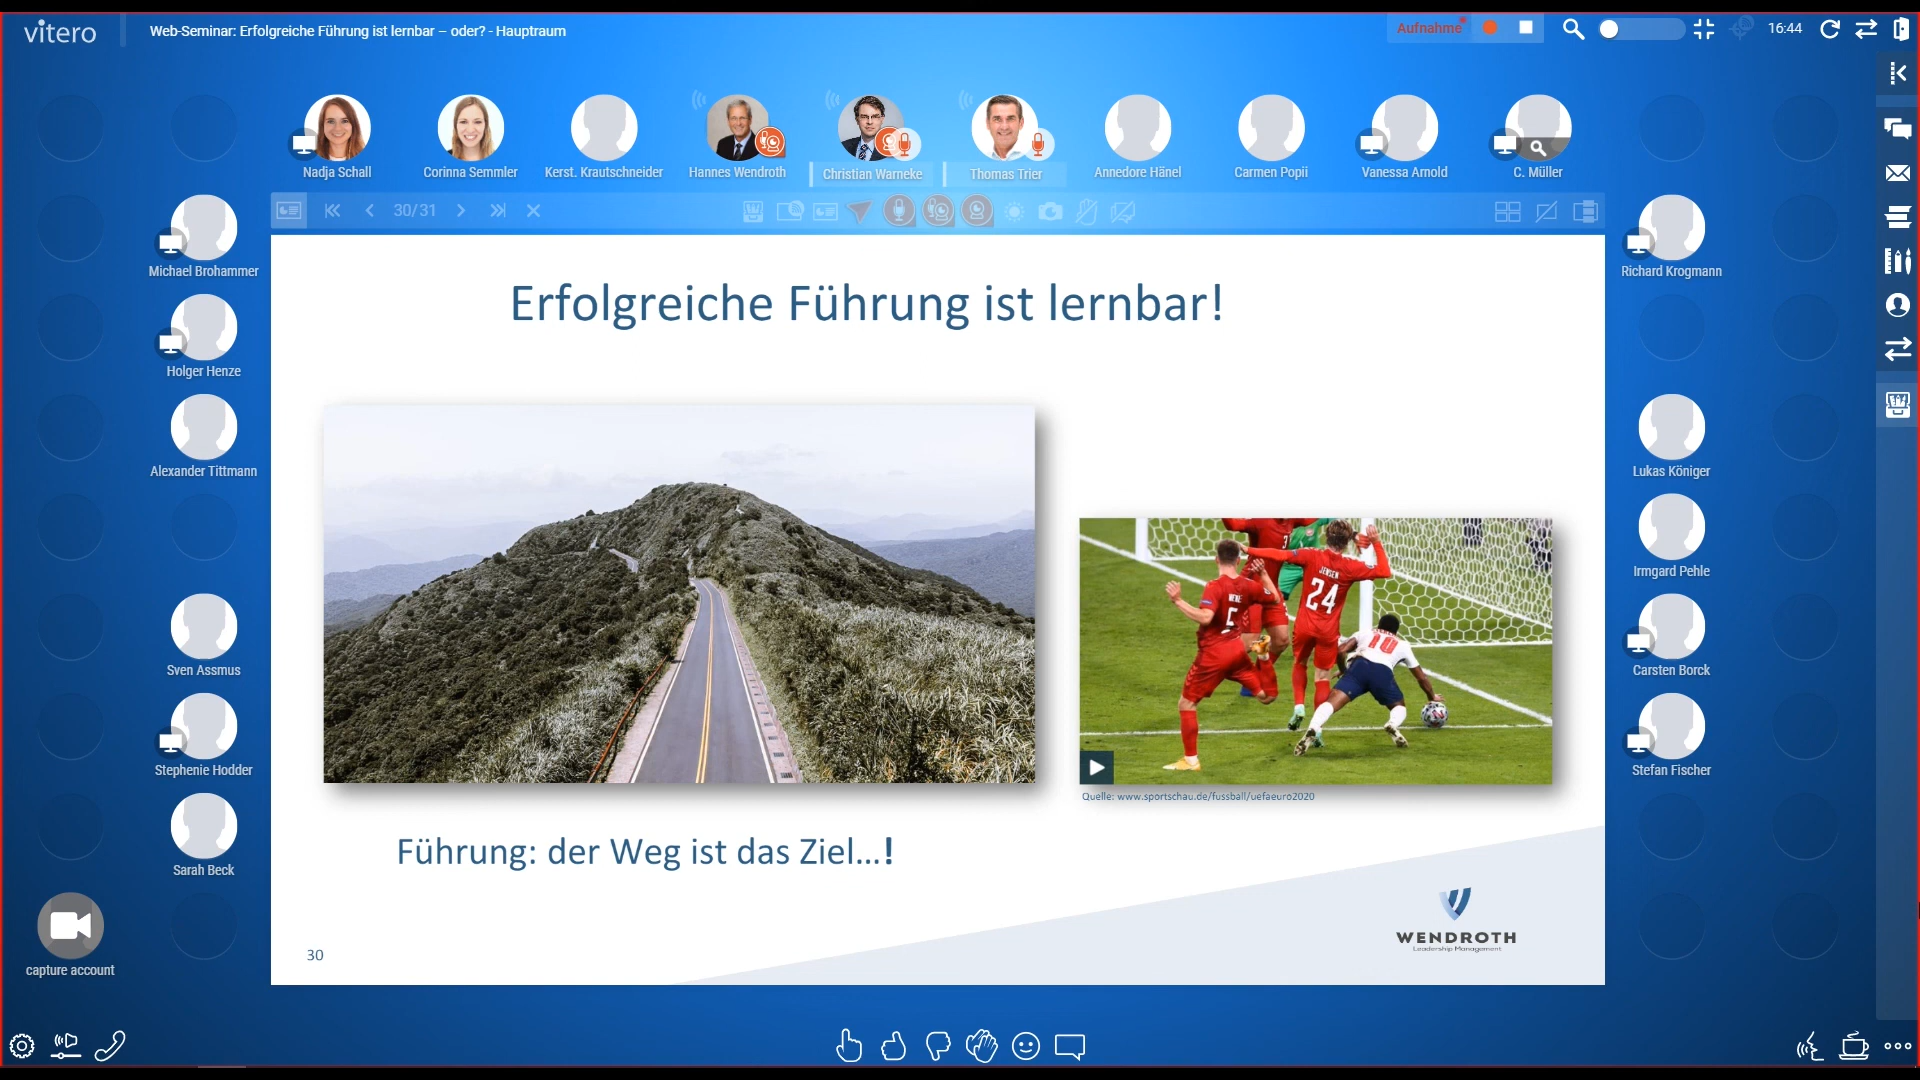 vitero
Web-Seminar: Erfolgreiche Führung ist lernbar – oder? - Hauptraum
Aufnahme
16:44
Nadja Schall
Corinna Semmler
Kerst. Krautschneider
Hannes Wendroth
Christian Warneke
Thomas Trier
Annedore Hänel
Carmen Popii
Vanessa Arnold
C. Müller
30/31
Michael Brohammer
Holger Henze
Alexander Tittmann
Sven Assmus
Stephenie Hodder
Sarah Beck
capture account
Erfolgreiche Führung ist lernbar!
JENSEN
24
5
10
Quelle: www.sportschau.de/fussball/uefaeuro2020
Führung: der Weg ist das Ziel...!
WENDROTH
Leadership Management
30
Richard Krogmann
Lukas Königer
Irmgard Pehle
Carsten Borck
Stefan Fischer